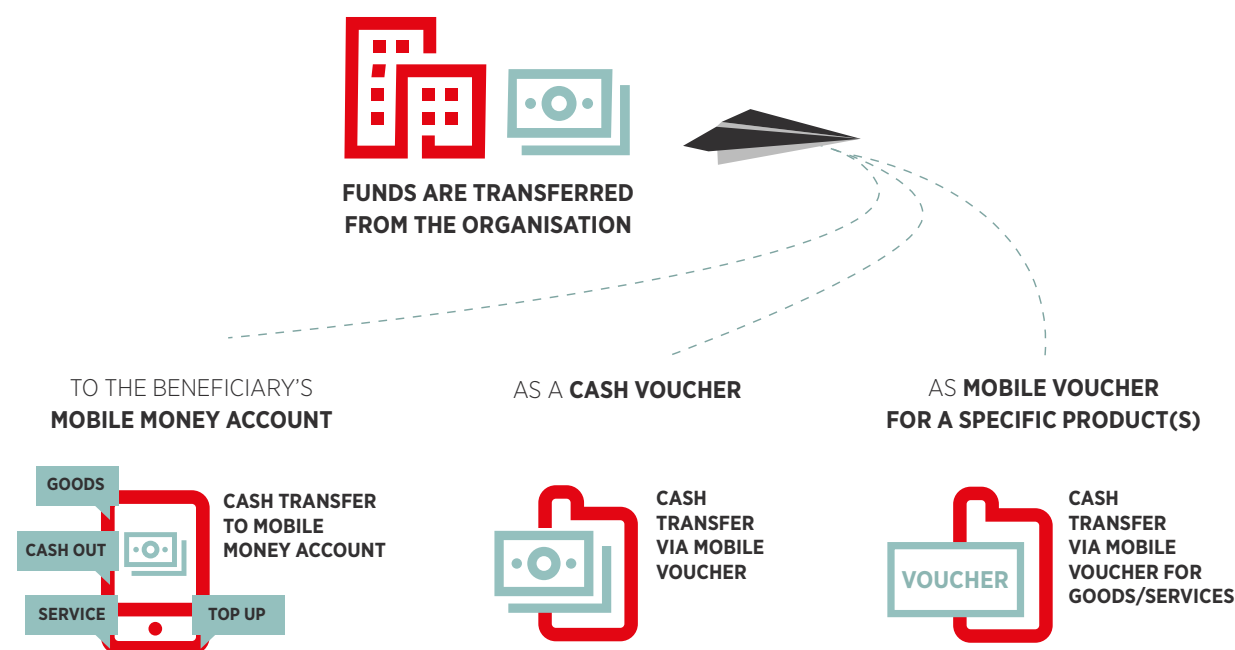 FUNDS ARE TRANSFERRED
FROM THE ORGANISATION
TO THE BENEFICIARY'S
MOBILE MONEY ACCOUNT
AS A CASH VOUCHER
AS MOBILE VOUCHER
FOR A SPECIFIC PRODUCT(S)
GOODS
CASH OUT
SERVICE
TOP UP
CASH TRANSFER
TO MOBILE
MONEY ACCOUNT
CASH
TRANSFER
VIA MOBILE
VOUCHER
VOUCHER
CASH
TRANSFER
VIA MOBILE
VOUCHER FOR
GOODS/SERVICES